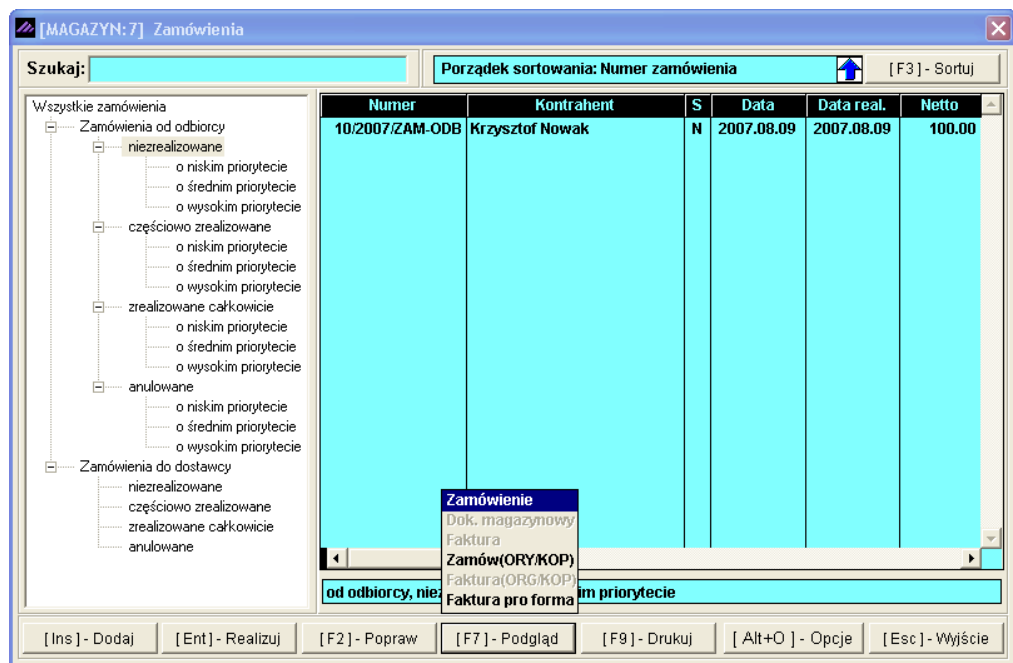 [MAGAZYN:7] Zamówienia
Szukaj:
Porządek sortowania: Numer zamówienia
[F3] - Sortuj
Wszystkie zamówienia
Zamówienia od odbiorcy
niezrealizowane
o niskim priorytecie
o średnim priorytecie
o wysokim priorytecie
częściowo zrealizowane
o niskim priorytecie
o średnim priorytecie
o wysokim priorytecie
zrealizowane całkowicie
o niskim priorytecie
o średnim priorytecie
o wysokim priorytecie
anulowane
o niskim priorytecie
o średnim priorytecie
o wysokim priorytecie
Zamówienia do dostawcy
niezrealizowane
częściowo zrealizowane
zrealizowane całkowicie
anulowane
Numer Kontrahent S Data Data real. Netto
10/2007/ZAM-ODB Krzysztof Nowak N 2007.08.09 2007.08.09 100.00
Zamówienie
Dok. magazynowy
Faktura
Zamów(ORY/KOP)
Faktura(ORG/KOP)
Faktura pro forma
od odbiorcy, priorytecie
[Ins] - Dodaj [Ent] - Realizuj [F2] - Popraw [F7] - Podgląd [F9] - Drukuj [Alt+O] - Opcje [Esc] - Wyjście